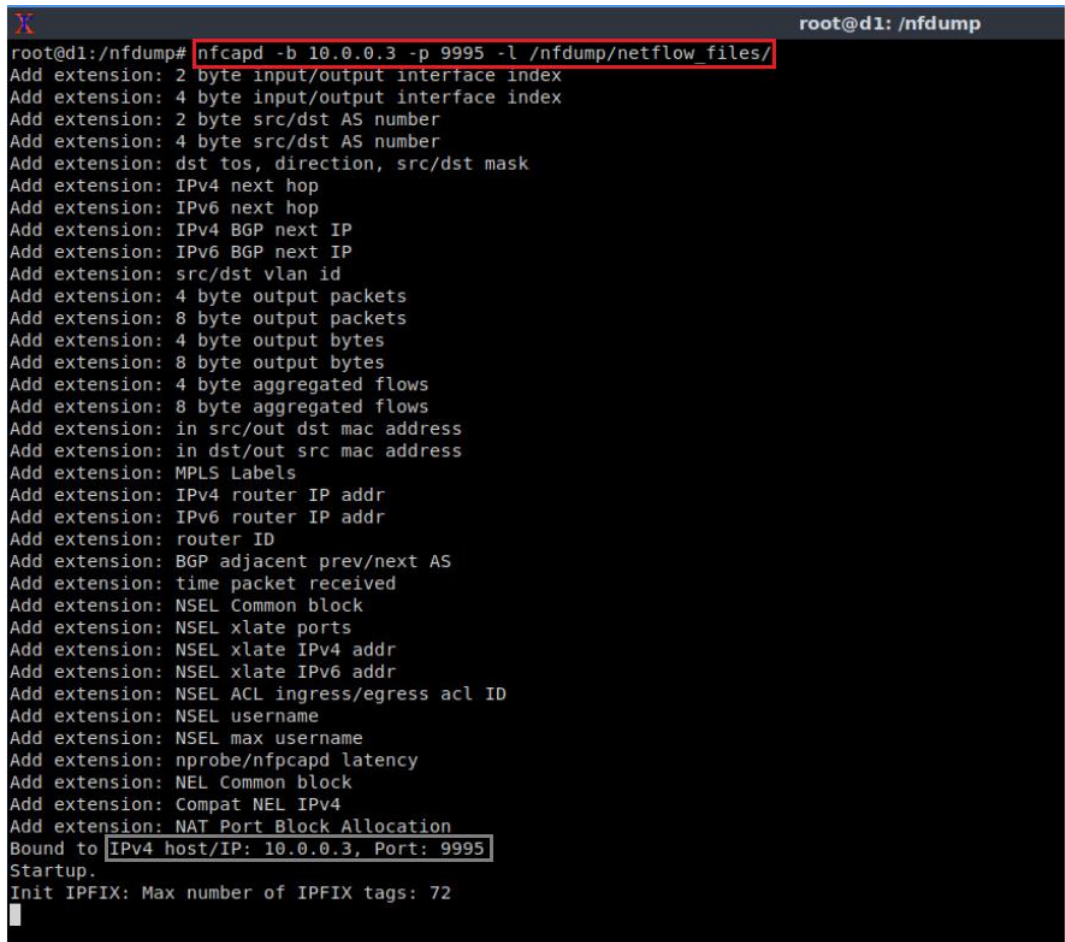 root@d1: /nfdump
root@d1:/nfdump# nfcapd -b 10.0.0.3 -p 9995 -l /nfdump/netflow_files/
Add extension: 2 byte input/output interface index
Add extension: 4 byte input/output interface index
Add extension: 2 byte src/dst AS number
Add extension: 4 byte src/dst AS number
Add extension: dst tos, direction, src/dst mask
Add extension: IPv4 next hop
Add extension: IPv6 next hop
Add extension: IPv4 BGP next IP
Add extension: IPv6 BGP next IP
Add extension: src/dst vlan id
Add extension: 4 byte output packets
Add extension: 8 byte output packets
Add extension: 4 byte output bytes
Add extension: 8 byte output bytes
Add extension: 4 byte aggregated flows
Add extension: 8 byte aggregated flows
Add extension: in src/out dst mac address
Add extension: in dst/out src mac address
Add extension: MPLS Labels
Add extension: IPv4 router IP addr
Add extension: IPv6 router IP addr
Add extension: router ID
Add extension: BGP adjacent prev/next AS
Add extension: time packet received
Add extension: NSEL Common block
Add extension: NSEL xlate ports
Add extension: NSEL xlate IPv4 addr
Add extension: NSEL xlate IPv6 addr
Add extension: NSEL ACL ingress/egress acl ID
Add extension: NSEL username
Add extension: NSEL max username
Add extension: nprobe/nfpcapd latency
Add extension: NEL Common block
Add extension: Compat NEL IPv4
Add extension: NAT Port Block Allocation
Bound to IPv4 host/IP: 10.0.0.3, Port: 9995
Startup.
Init IPFIX: Max number of IPFIX tags: 72